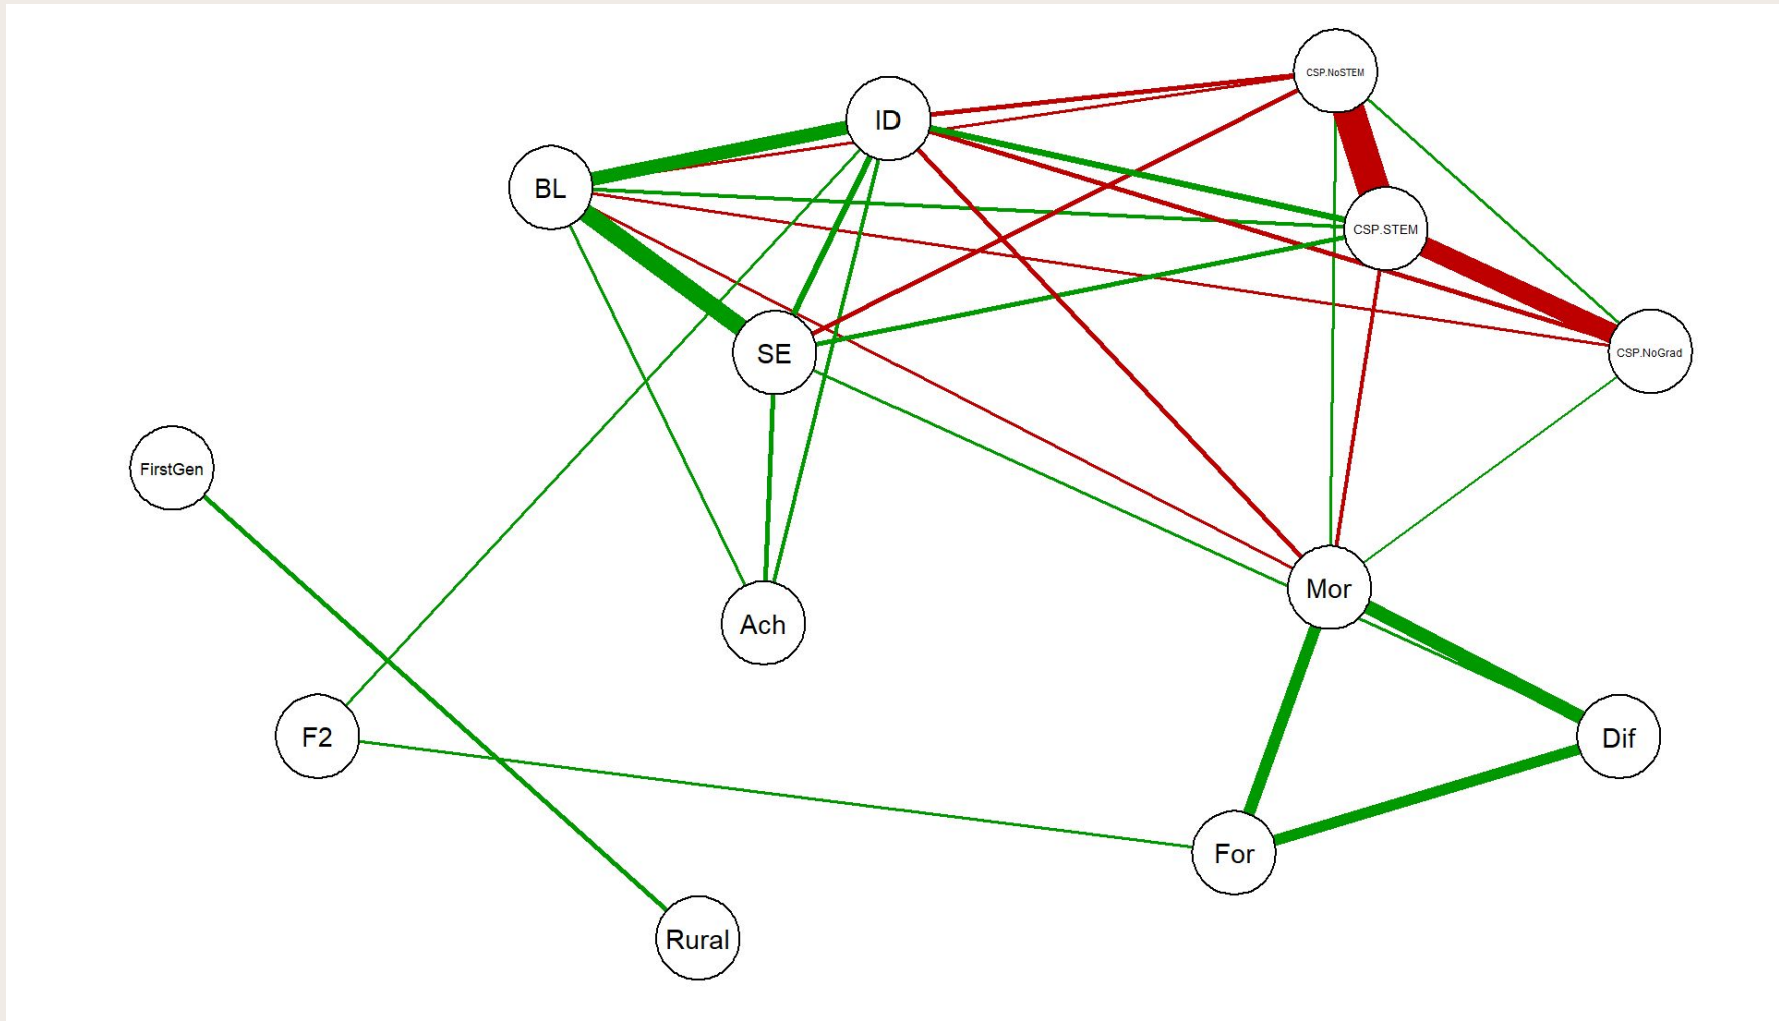 CSP.NoSTEM
ID
BL
CSP.STEM
SE
CSP.NoGrad
FirstGen
Mor
Ach
F2
Dif
For
Rural